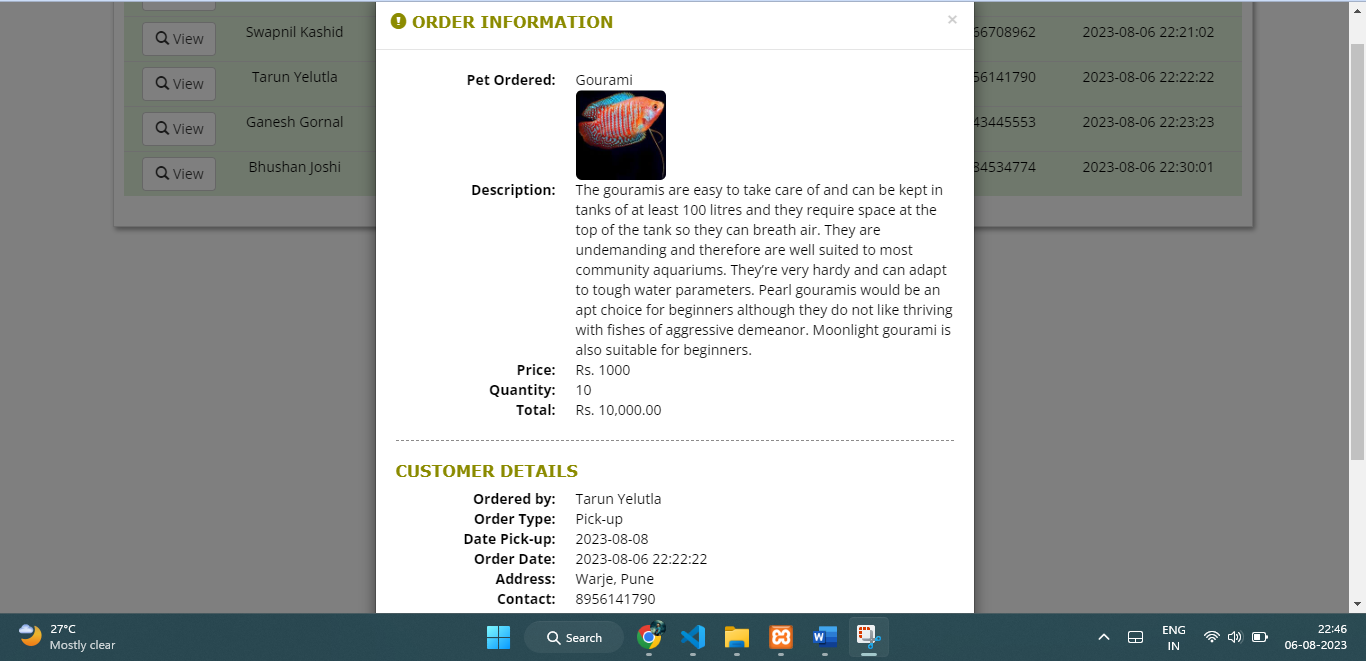 ORDER INFORMATION ×
View Swapnil Kashid 66708962 2023-08-06 22:21:02
View Tarun Yelutla 56141790 2023-08-06 22:22:22
View Ganesh Gornal 43445553 2023-08-06 22:23:23
View Bhushan Joshi 84534774 2023-08-06 22:30:01
Pet Ordered: Gourami
Description: The gouramis are easy to take care of and can be kept in
tanks of at least 100 litres and they require space at the
top of the tank so they can breath air. They are
undemanding and therefore are well suited to most
community aquariums. They’re very hardy and can adapt
to tough water parameters. Pearl gouramis would be an
apt choice for beginners although they do not like thriving
with fishes of aggressive demeanor. Moonlight gourami is
also suitable for beginners.
Price: Rs. 1000
Quantity: 10
Total: Rs. 10,000.00
CUSTOMER DETAILS
Ordered by: Tarun Yelutla
Order Type: Pick-up
Date Pick-up: 2023-08-08
Order Date: 2023-08-06 22:22:22
Address: Warje, Pune
Contact: 8956141790
27°C
Mostly clear
Search
ENG
IN
22:46
06-08-2023